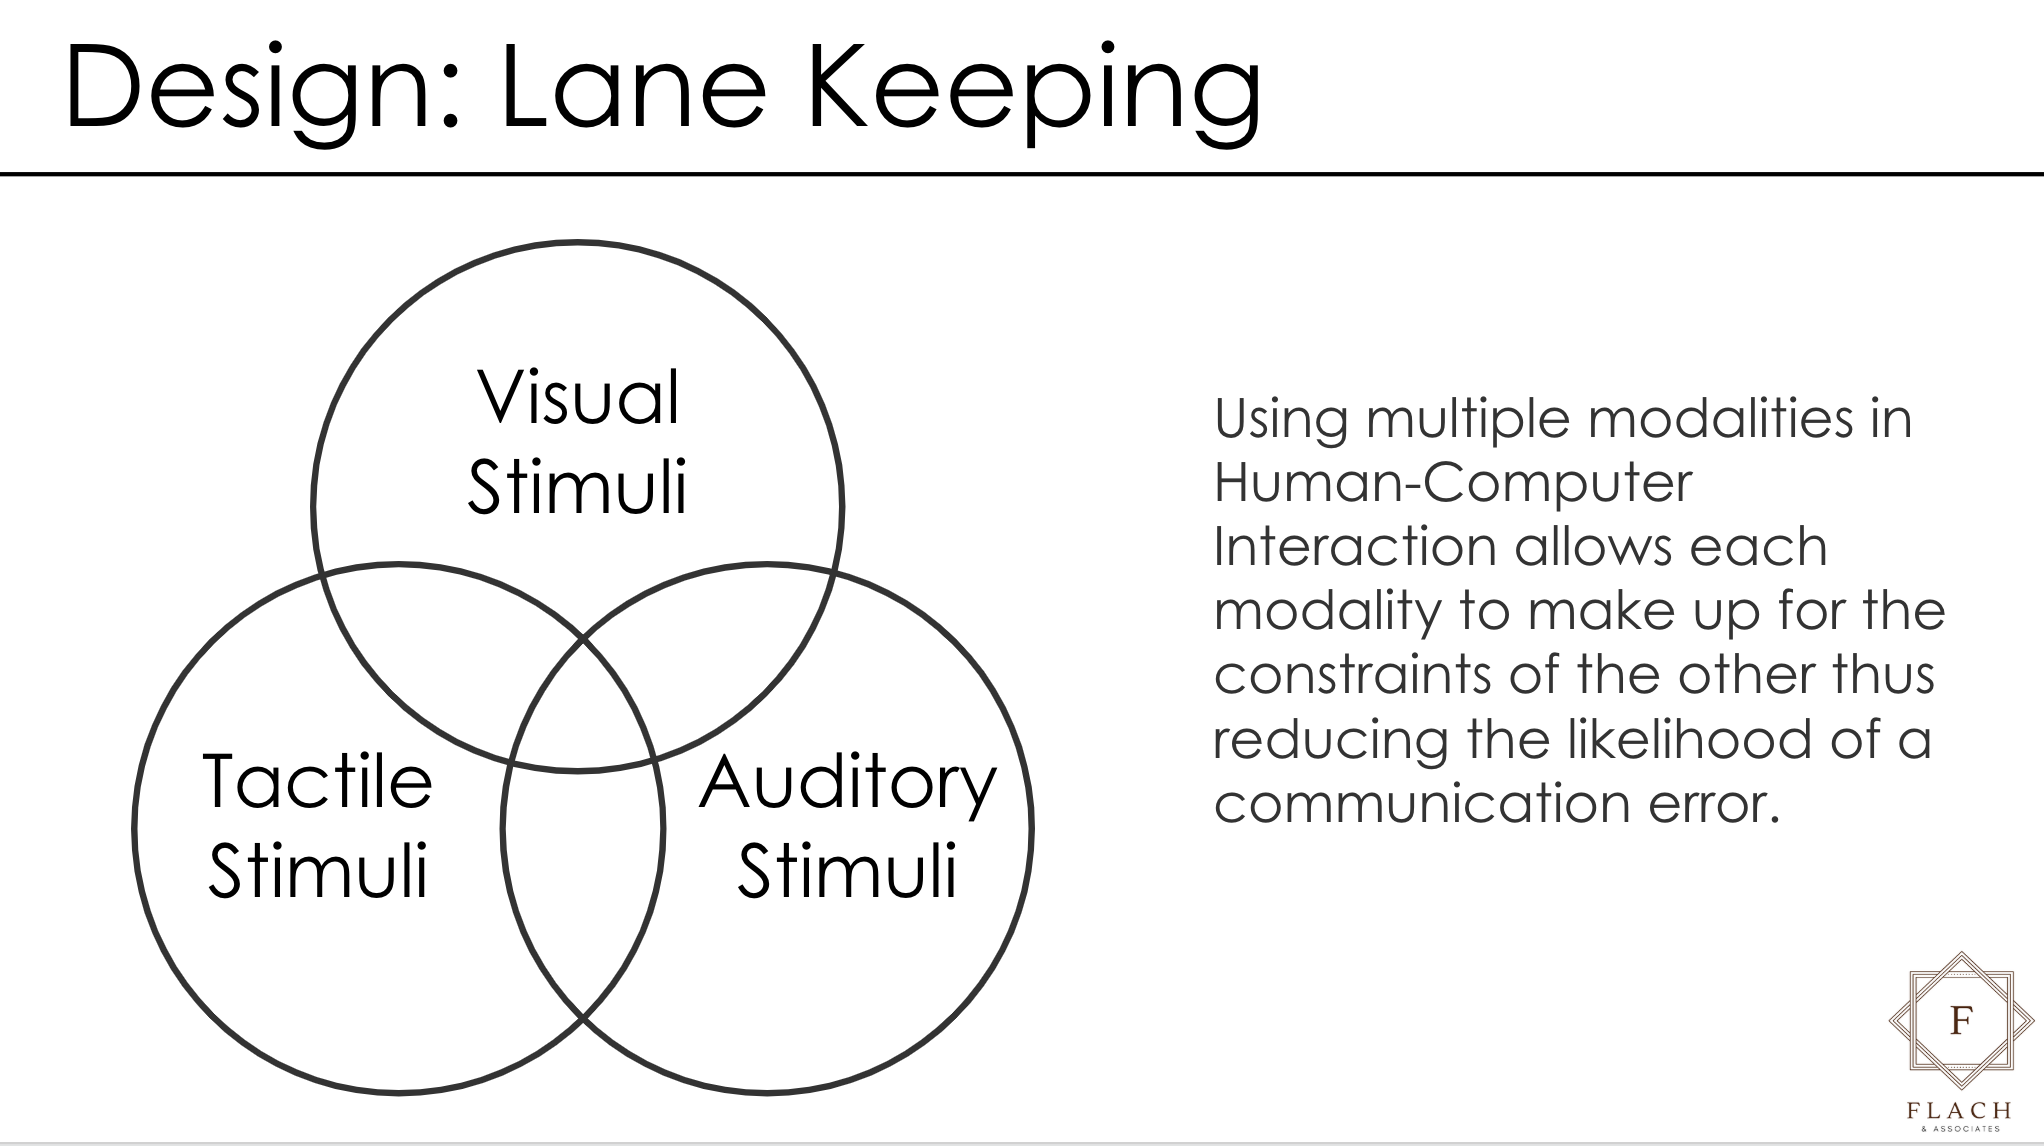 Design: Lane Keeping
Visual
Stimuli
Tactile
Stimuli
Auditory
Stimuli
Using multiple modalities in
Human-Computer
Interaction allows each
modality to make up for the
constraints of the other thus
reducing the likelihood of a
communication error.
F
FLACH
& ASSOCIATES